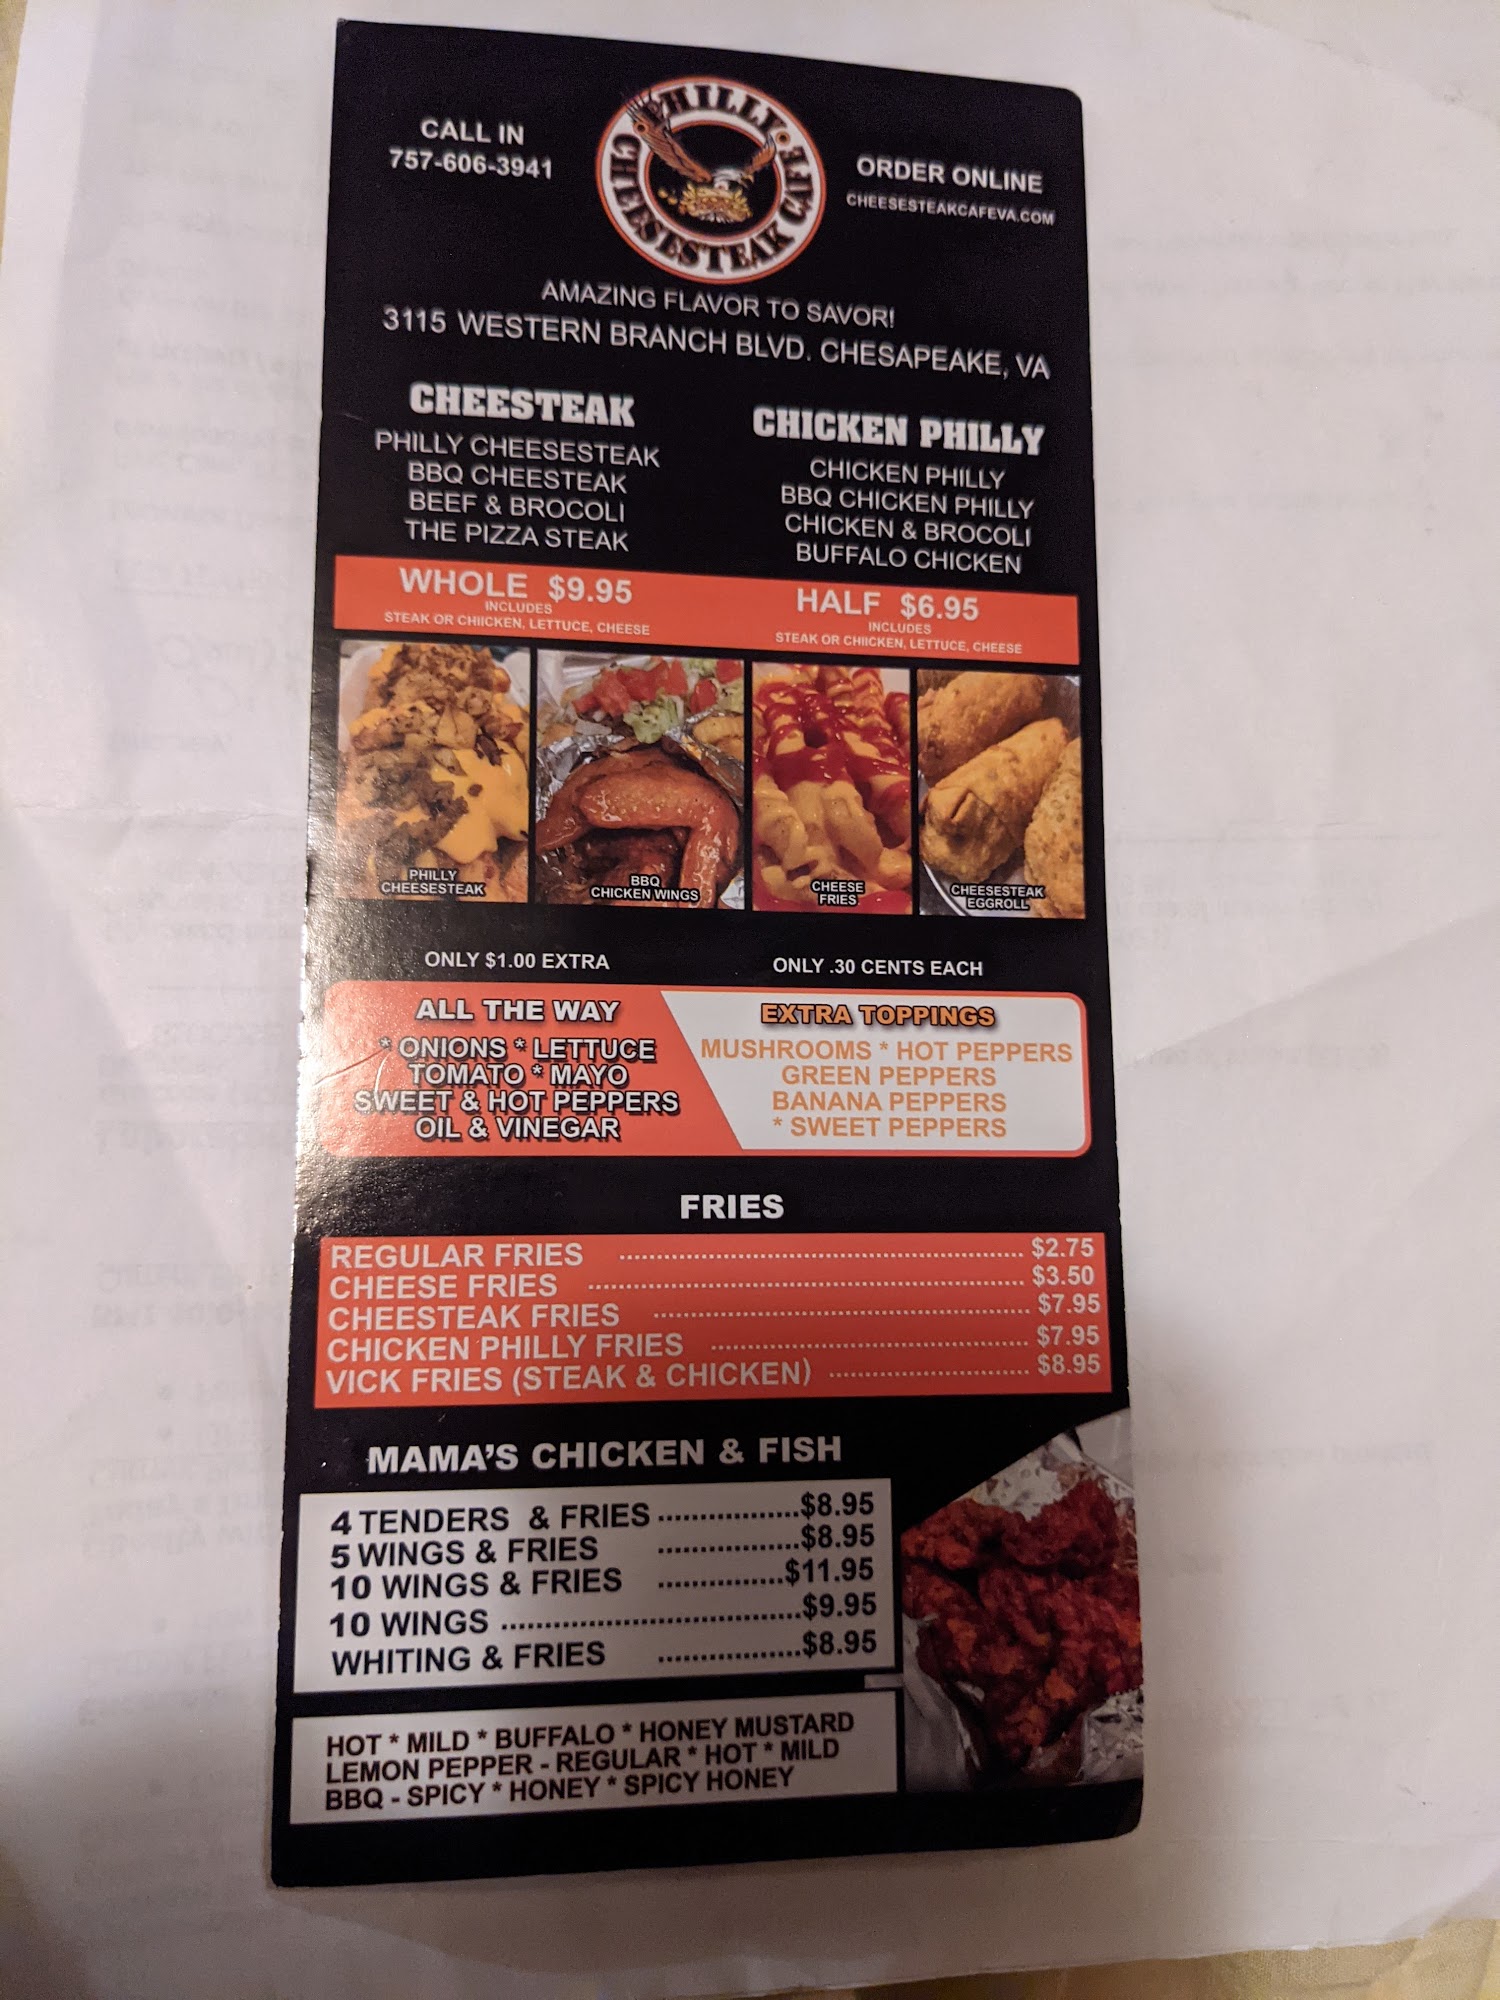 CALL IN
757-606-3941
PHILLY CHEESESTEAK CAFE
ORDER ONLINE
CHEESESTEAKCAFEVA.COM
AMAZING FLAVOR TO SAVOR!
3115 WESTERN BRANCH BLVD. CHESAPEAKE, VA
CHEESTEAK
PHILLY CHEESESTEAK
BBQ CHEESTEAK
BEEF & BROCOLI
THE PIZZA STEAK
CHICKEN PHILLY
CHICKEN PHILLY
BBQ CHICKEN PHILLY
CHICKEN & BROCOLI
BUFFALO CHICKEN
WHOLE $9.95
INCLUDES
STEAK OR CHIICKEN, LETTUCE, CHEESE
HALF $6.95
INCLUDES
STEAK OR CHIICKEN, LETTUCE, CHEESE
PHILLY
CHEESESTEAK
BBQ
CHICKEN WINGS
CHEESE
FRIES
CHEESESTEAK
EGGROLL
ONLY $1.00 EXTRA
ALL THE WAY
* ONIONS * LETTUCE
TOMATO * MAYO
SWEET & HOT PEPPERS
OIL & VINEGAR
ONLY .30 CENTS EACH
EXTRA TOPPINGS
MUSHROOMS * HOT PEPPERS
GREEN PEPPERS
BANANA PEPPERS
* SWEET PEPPERS
FRIES
REGULAR FRIES ........ $2.75
CHEESE FRIES ........ $3.50
CHEESTEAK FRIES ........ $7.95
CHICKEN PHILLY FRIES ........ $7.95
VICK FRIES (STEAK & CHICKEN) ........ $8.95
MAMA'S CHICKEN & FISH
4 TENDERS & FRIES ........ $8.95
5 WINGS & FRIES ........ $8.95
10 WINGS & FRIES ........ $11.95
10 WINGS ........ $9.95
WHITING & FRIES ........ $8.95
HOT * MILD * BUFFALO * HONEY MUSTARD
LEMON PEPPER - REGULAR * HOT * MILD
BBQ - SPICY * HONEY * SPICY HONEY